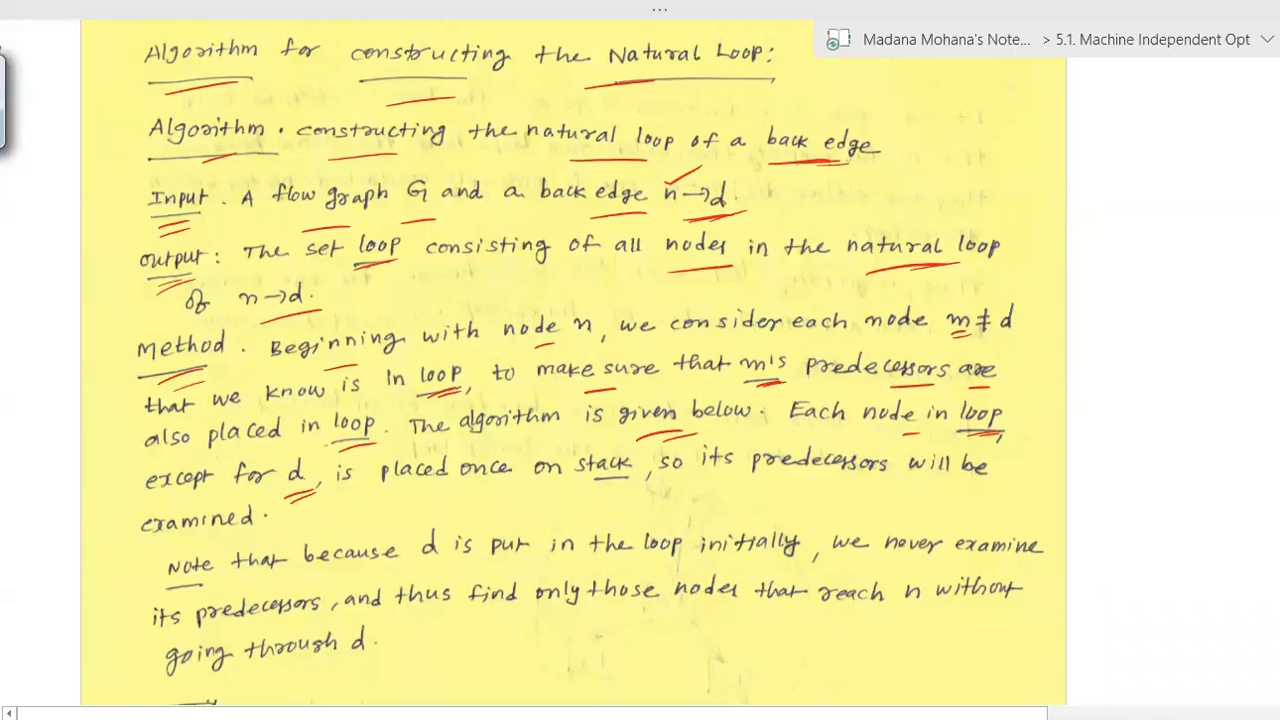 ...
Madana Mohana's Note... > 5.1. Machine Independent Opt
Algorithm for constructing the Natural Loop:
Algorithm. constructing the natural loop of a back edge
Input. A flow graph G and a back edge n→d.
output: The set loop consisting of all nodes in the natural loop
of n→d.
Method. Beginning with node n, we consider each node m≠d
that we know is in loop, to make sure that m's predecessors are
also placed in loop. The algorithm is given below. Each node in loop,
except for d, is placed once on stack, so its predecessors will be
examined.
Note that because d is put in the loop initially, we never examine
its predecessors, and thus find only those nodes that reach n without
going through d.